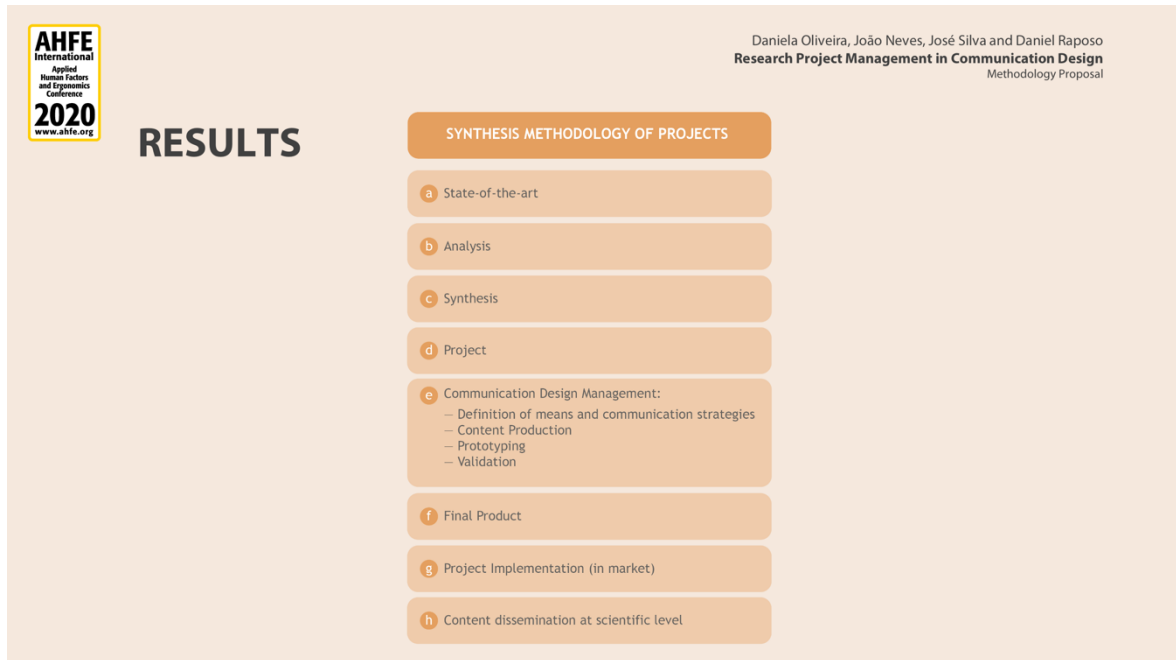 AHFE
International
Applied
Human Factors
and Ergonomics
Conference
2020
www.ahfe.org
Daniela Oliveira, João Neves, José Silva and Daniel Raposo
Research Project Management in Communication Design
Methodology Proposal
RESULTS
SYNTHESIS METHODOLOGY OF PROJECTS
a State-of-the-art
b Analysis
c Synthesis
d Project
e Communication Design Management:
— Definition of means and communication strategies
— Content Production
— Prototyping
— Validation
f Final Product
g Project Implementation (in market)
h Content dissemination at scientific level